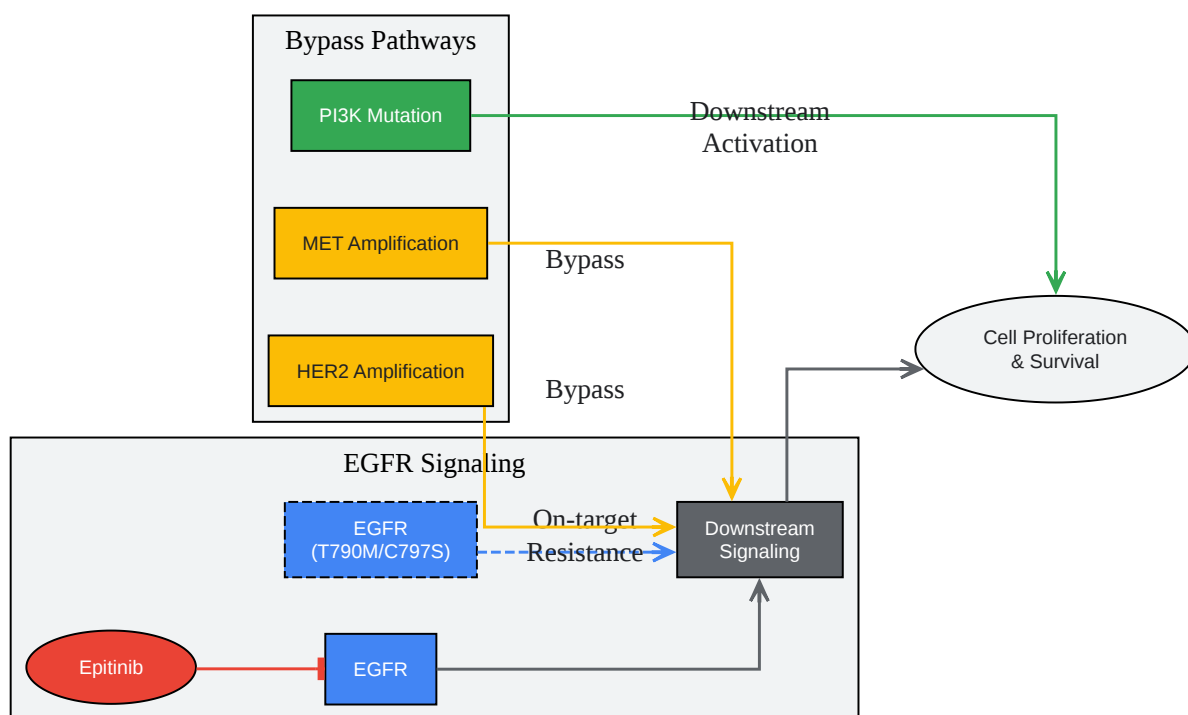 Bypass Pathways
PI3K Mutation
Downstream
Activation
MET Amplification
Bypass
Cell Proliferation
& Survival
HER2 Amplification
Bypass
EGFR Signaling
EGFR
(T790M/C797S)
On-target
Resistance
Downstream
Signaling
Epitinib
EGFR